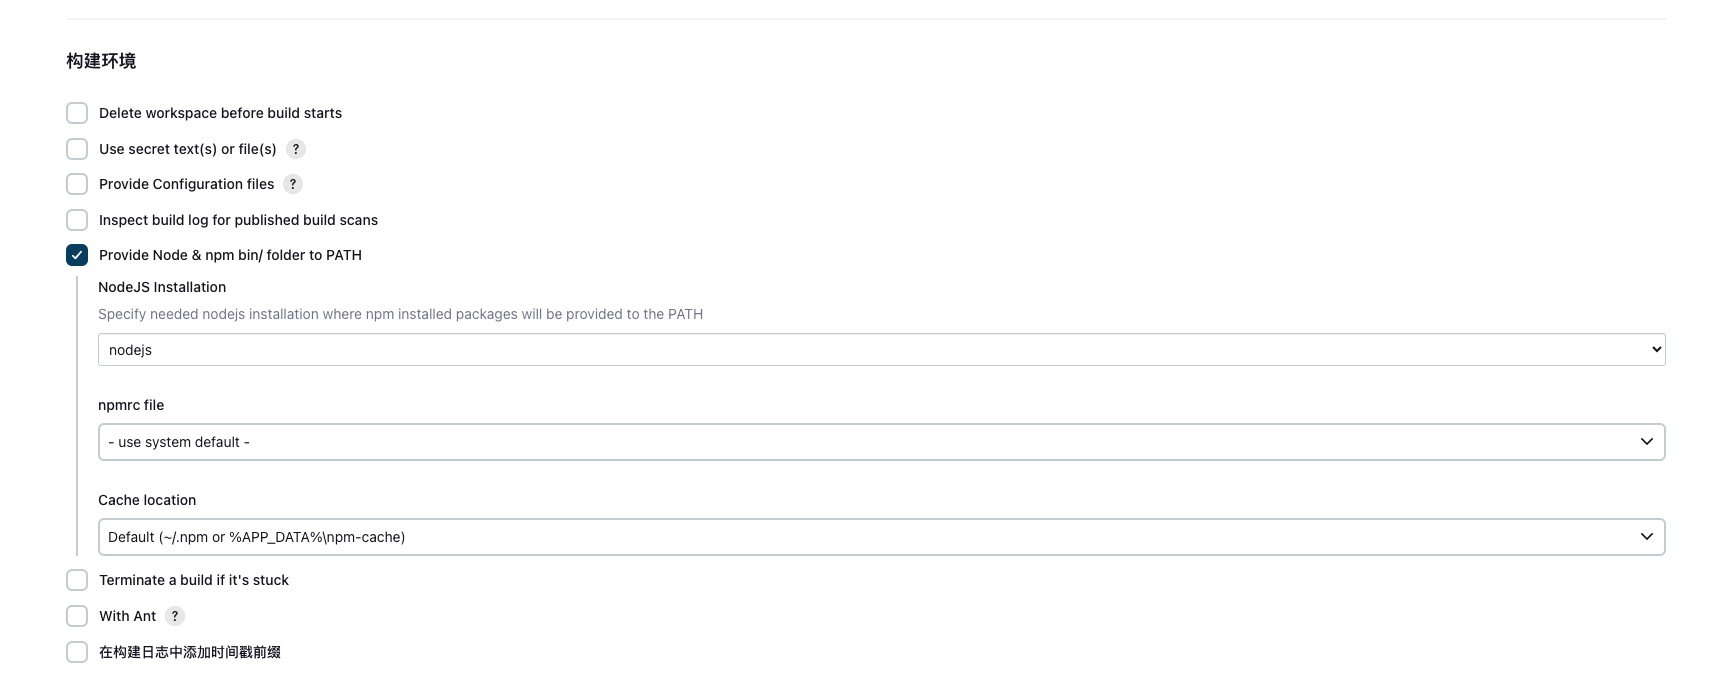 构建环境
Delete workspace before build starts
Use secret text(s) or file(s) ?
Provide Configuration files ?
Inspect build log for published build scans
Provide Node & npm bin/ folder to PATH
NodeJS Installation
Specify needed nodejs installation where npm installed packages will be provided to the PATH
nodejs
npmrc file
- use system default -
Cache location
Default (~/.npm or %APP_DATA%\npm-cache)
Terminate a build if it's stuck
With Ant ?
在构建日志中添加时间戳前缀